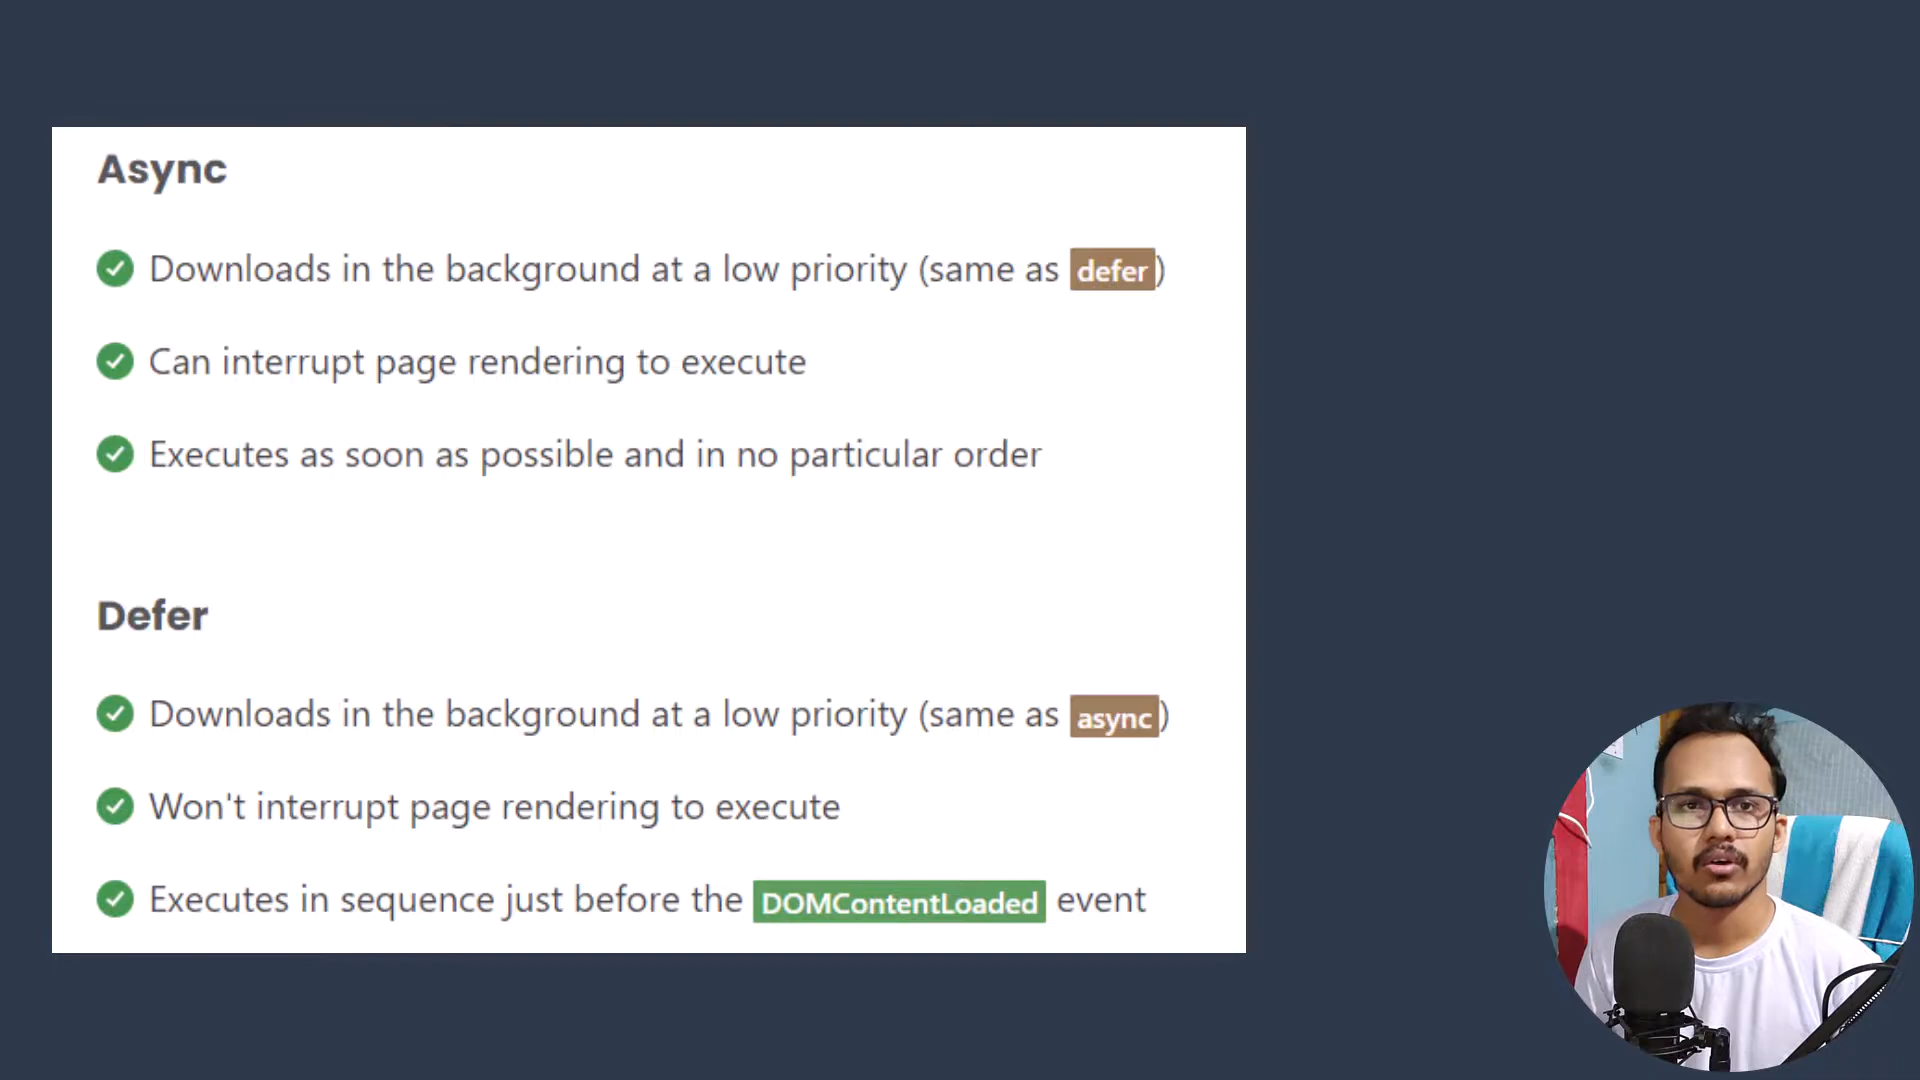 Async
Downloads in the background at a low priority (same as defer)
Can interrupt page rendering to execute
Executes as soon as possible and in no particular order
Defer
Downloads in the background at a low priority (same as async)
Won't interrupt page rendering to execute
Executes in sequence just before the DOMContentLoaded event